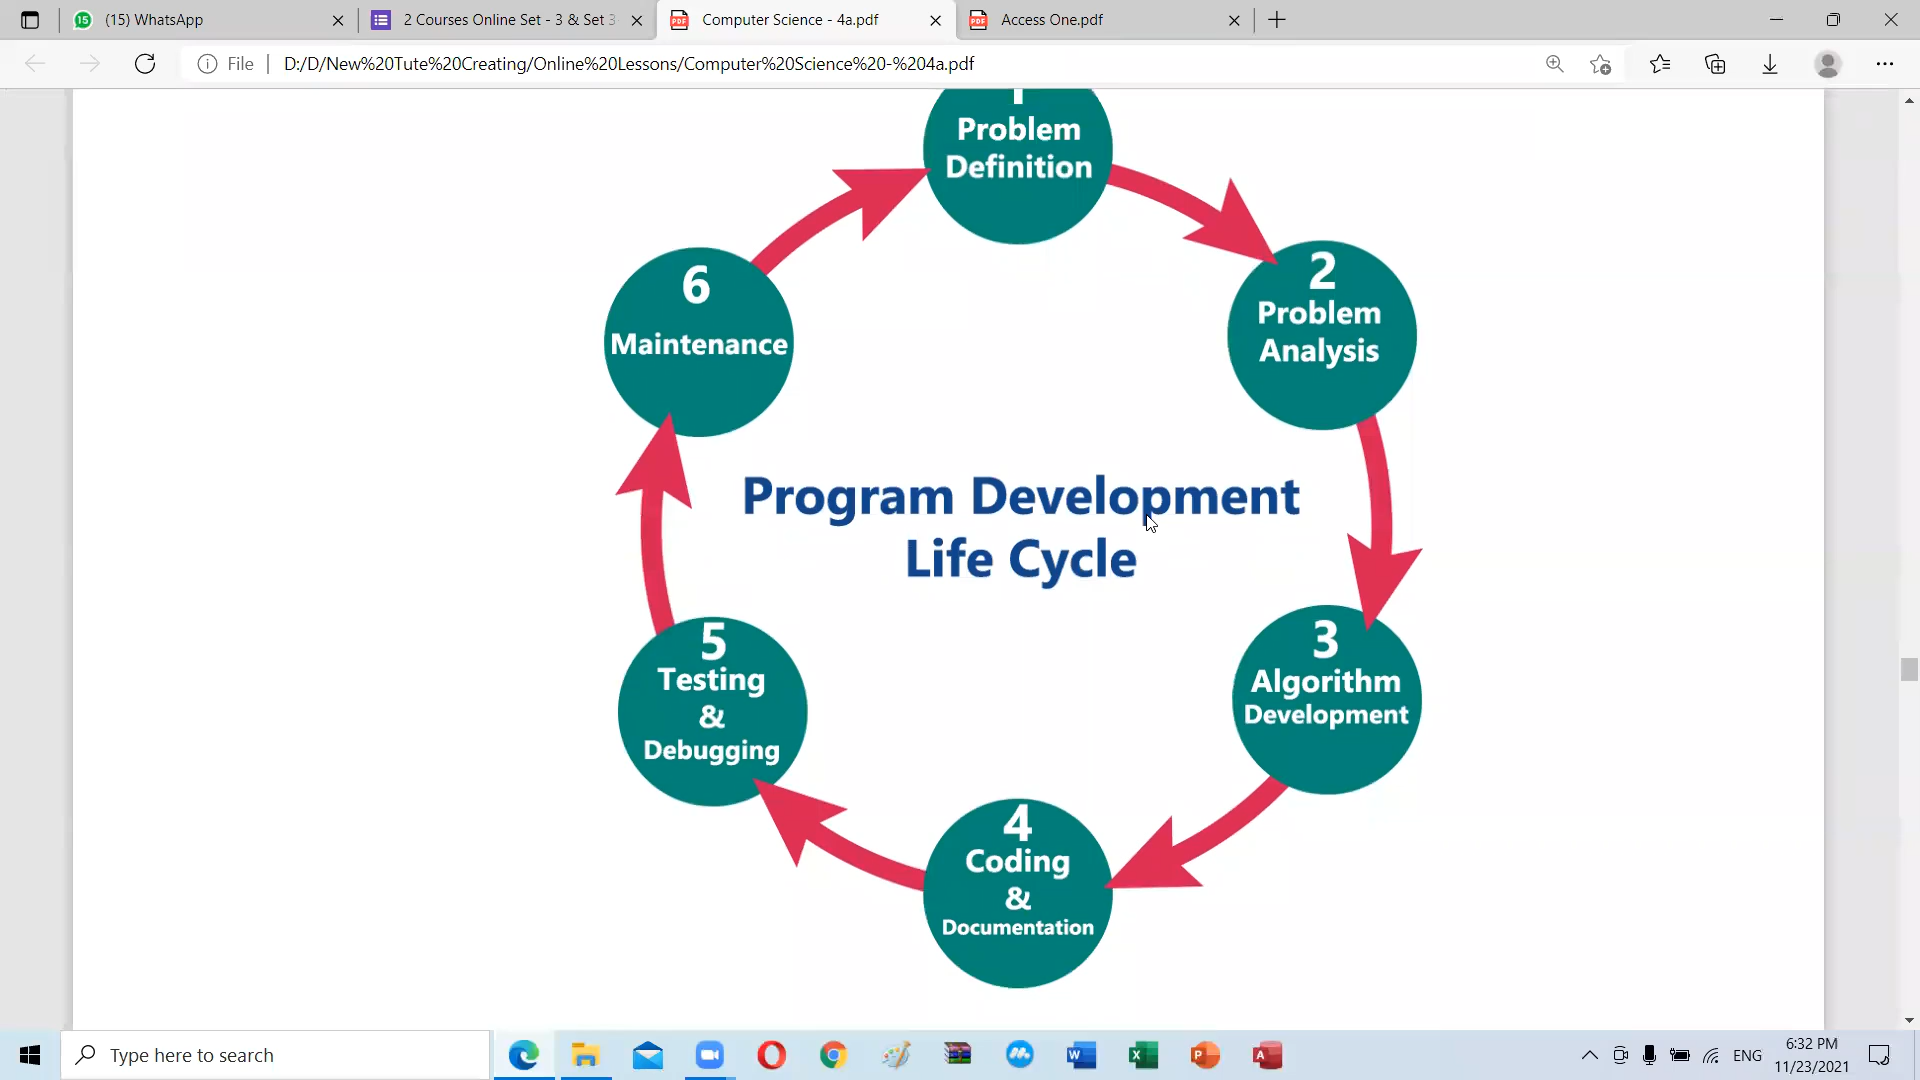 (15) WhatsApp
2 Courses Online Set - 3 & Set 3
Computer Science - 4a.pdf
Access One.pdf
File
D:/D/New%20Tute%20Creating/Online%20Lessons/Computer%20Science%20-%204a.pdf
1
Problem
Definition
2
Problem
Analysis
3
Algorithm
Development
4
Coding
&
Documentation
5
Testing
&
Debugging
6
Maintenance
Program Development
Life Cycle
Type here to search
ENG
6:32 PM
11/23/2021